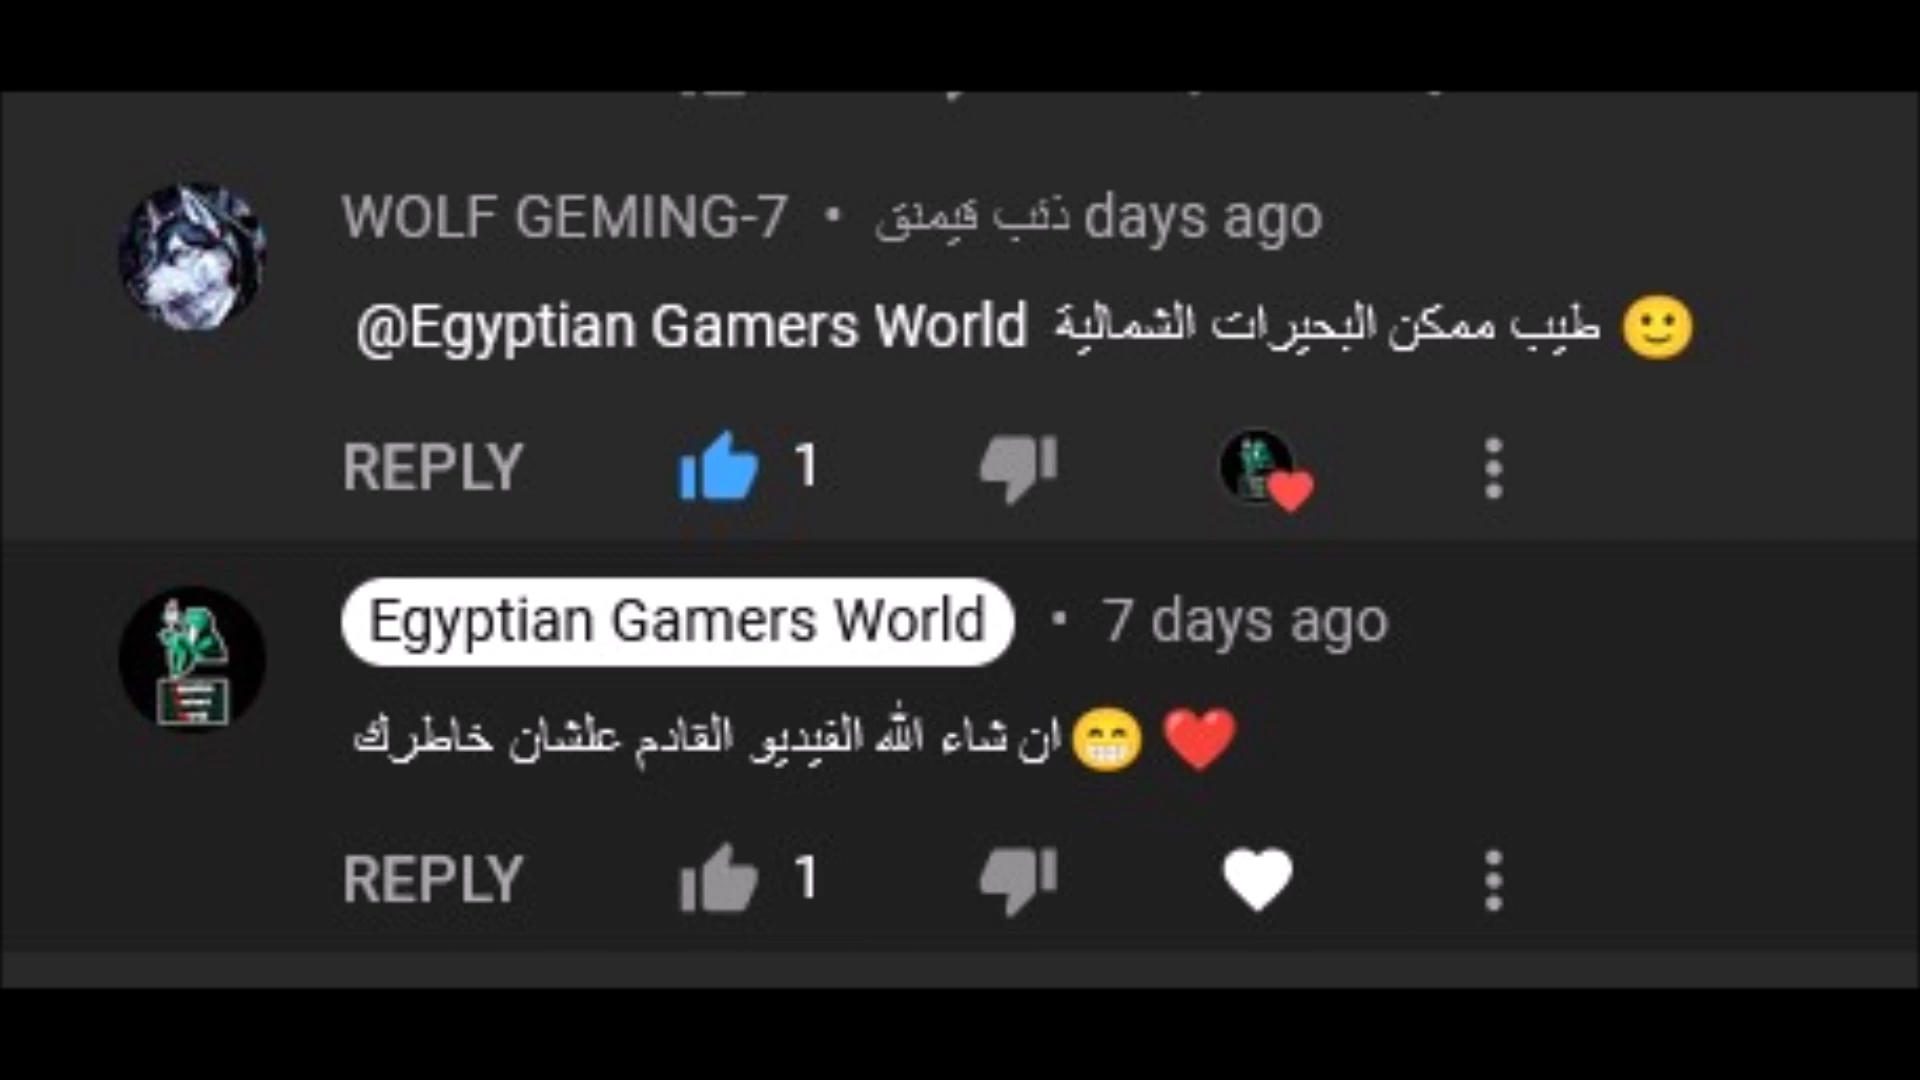 WOLF GEMING-7 • ذئب قيمنق days ago
@Egyptian Gamers World طيب ممكن البحيرات الشمالية 🙂
REPLY 1
Egyptian Gamers World • 7 days ago
ان شاء الله الفيديو القادم علشان خاطرك 😁 ❤️
REPLY 1